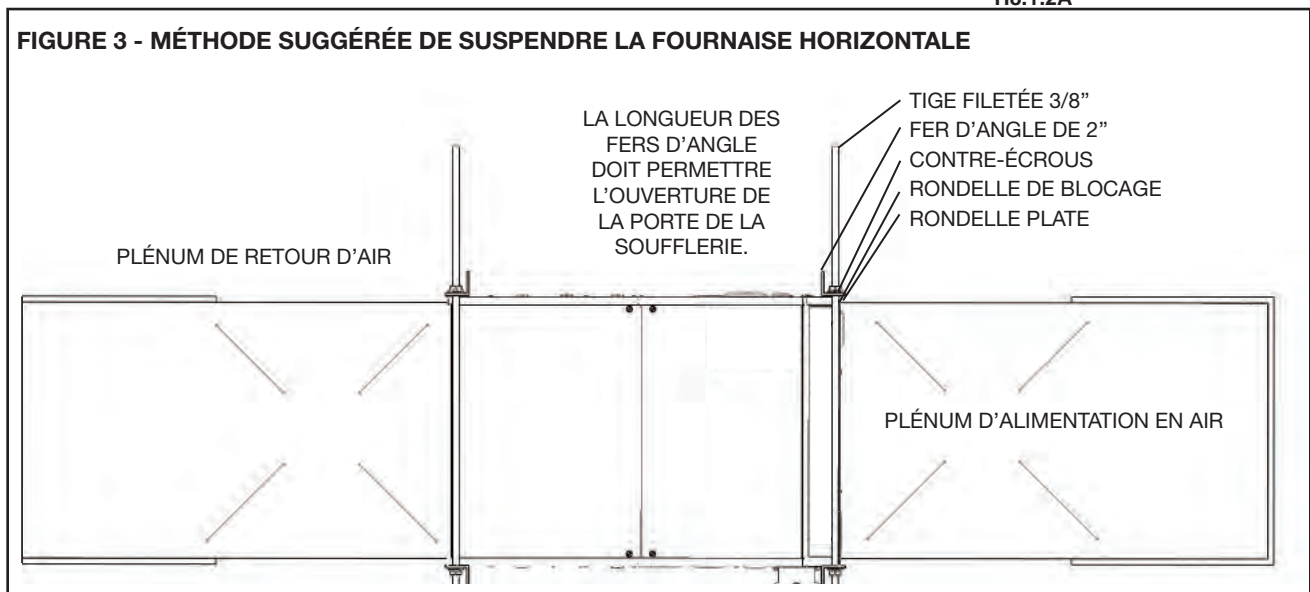 FIGURE 3 - MÉTHODE SUGGÉRÉE DE SUSPENDRE LA FOURNAISE HORIZONTALE
LA LONGUEUR DES
FERS D'ANGLE
DOIT PERMETTRE
L'OUVERTURE DE
LA PORTE DE LA
SOUFFLERIE.
TIGE FILETÉE 3/8”
FER D'ANGLE DE 2”
CONTRE-ÉCROUS
RONDELLE DE BLOCAGE
RONDELLE PLATE
PLÉNUM DE RETOUR D'AIR
PLÉNUM D'ALIMENTATION EN AIR